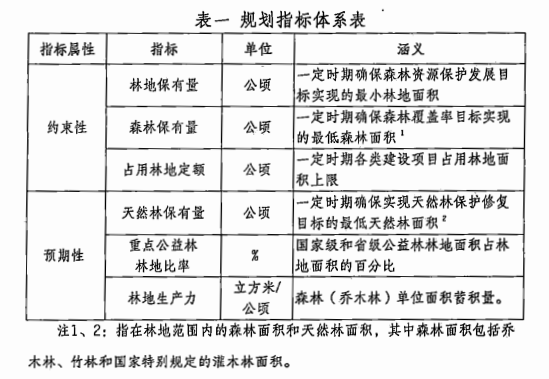 表一 规划指标体系表
指标属性 指标 单位 涵义
约束性
林地保有量 公顷 一定时期确保森林资源保护发展目
标实现的最小林地面积
森林保有量 公顷 一定时期确保森林覆盖率目标实现
的最低森林面积1
占用林地定额 公顷 一定时期各类建设项目占用林地面
积上限
预期性
天然林保有量 公顷 一定时期确保实现天然林保护修复
目标的最低天然林面积2
重点公益林
林地比率
%
国家级和省级公益林林地面积占林
地面积的百分比
林地生产力
立方米/
公顷
森林（乔木林）单位面积蓄积量。
注1、2：指在林地范围内的森林面积和天然林面积，其中森林面积包括乔
木林、竹林和国家特别规定的灌木林面积。